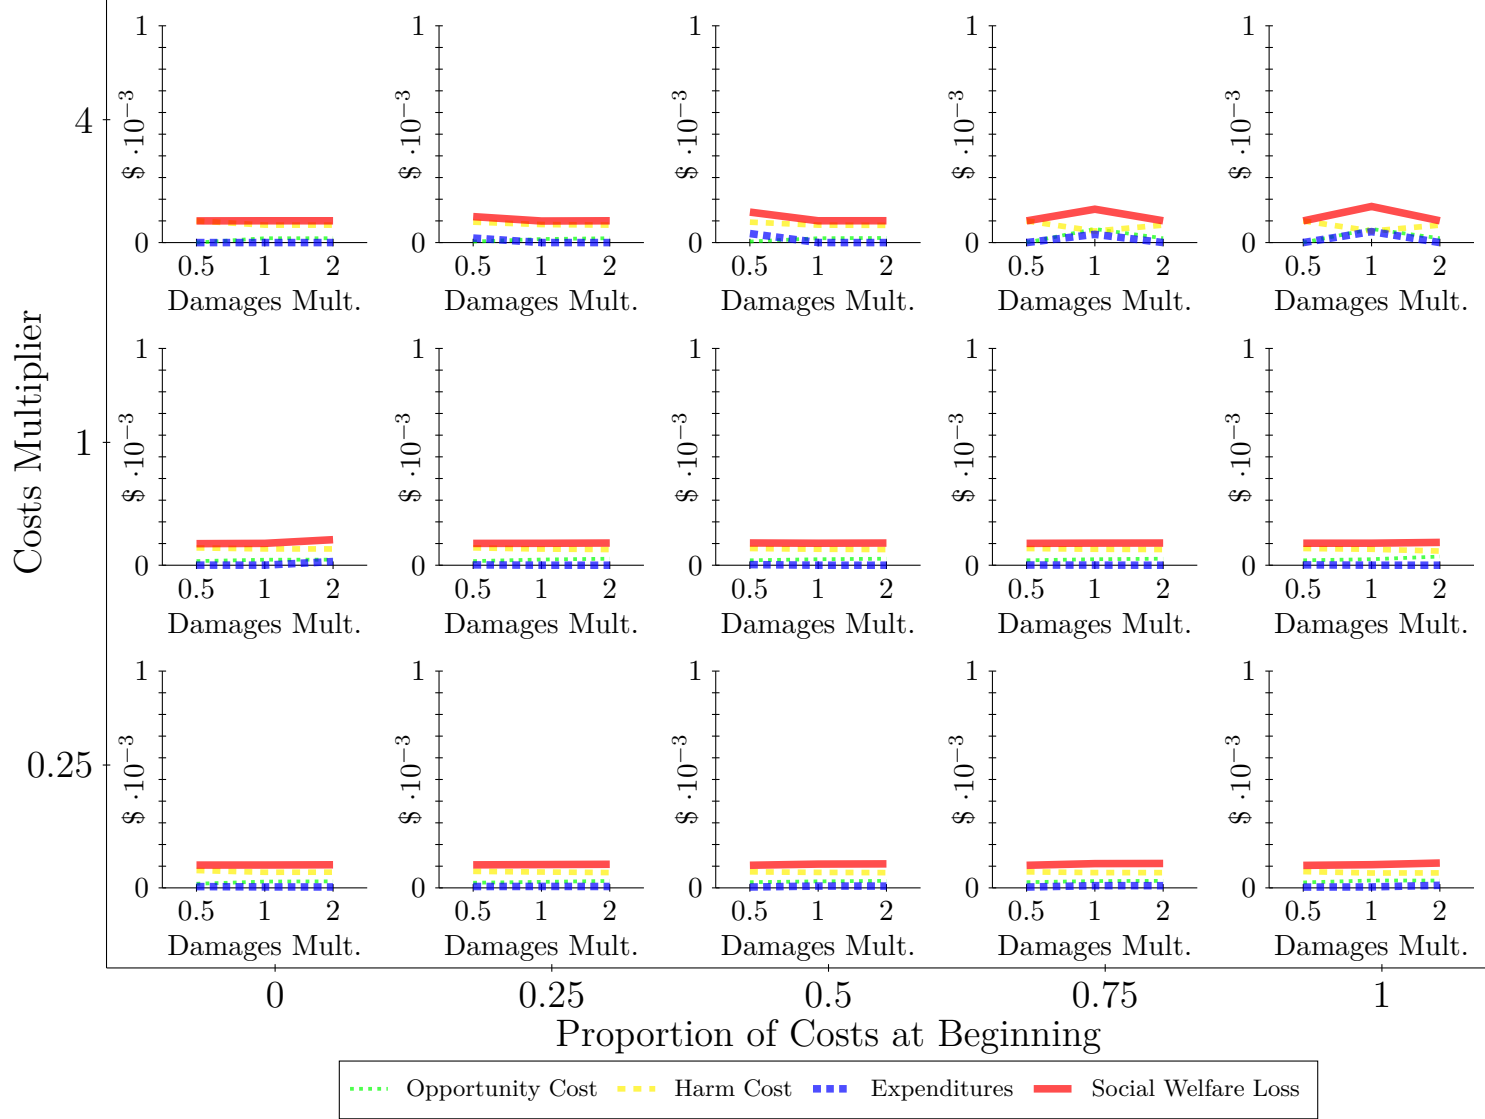 Costs Multiplier
4
1
$ ·10⁻³
0
0.5 1 2
Damages Mult.
1
$ ·10⁻³
0
0.5 1 2
Damages Mult.
1
$ ·10⁻³
0
0.5 1 2
Damages Mult.
1
$ ·10⁻³
0
0.5 1 2
Damages Mult.
1
$ ·10⁻³
0
0.5 1 2
Damages Mult.
1
1
$ ·10⁻³
0
0.5 1 2
Damages Mult.
1
$ ·10⁻³
0
0.5 1 2
Damages Mult.
1
$ ·10⁻³
0
0.5 1 2
Damages Mult.
1
$ ·10⁻³
0
0.5 1 2
Damages Mult.
1
$ ·10⁻³
0
0.5 1 2
Damages Mult.
0.25
1
$ ·10⁻³
0
0.5 1 2
Damages Mult.
1
$ ·10⁻³
0
0.5 1 2
Damages Mult.
1
$ ·10⁻³
0
0.5 1 2
Damages Mult.
1
$ ·10⁻³
0
0.5 1 2
Damages Mult.
1
$ ·10⁻³
0
0.5 1 2
Damages Mult.
0 0.25 0.5 0.75 1
Proportion of Costs at Beginning
Opportunity Cost Harm Cost Expenditures Social Welfare Loss